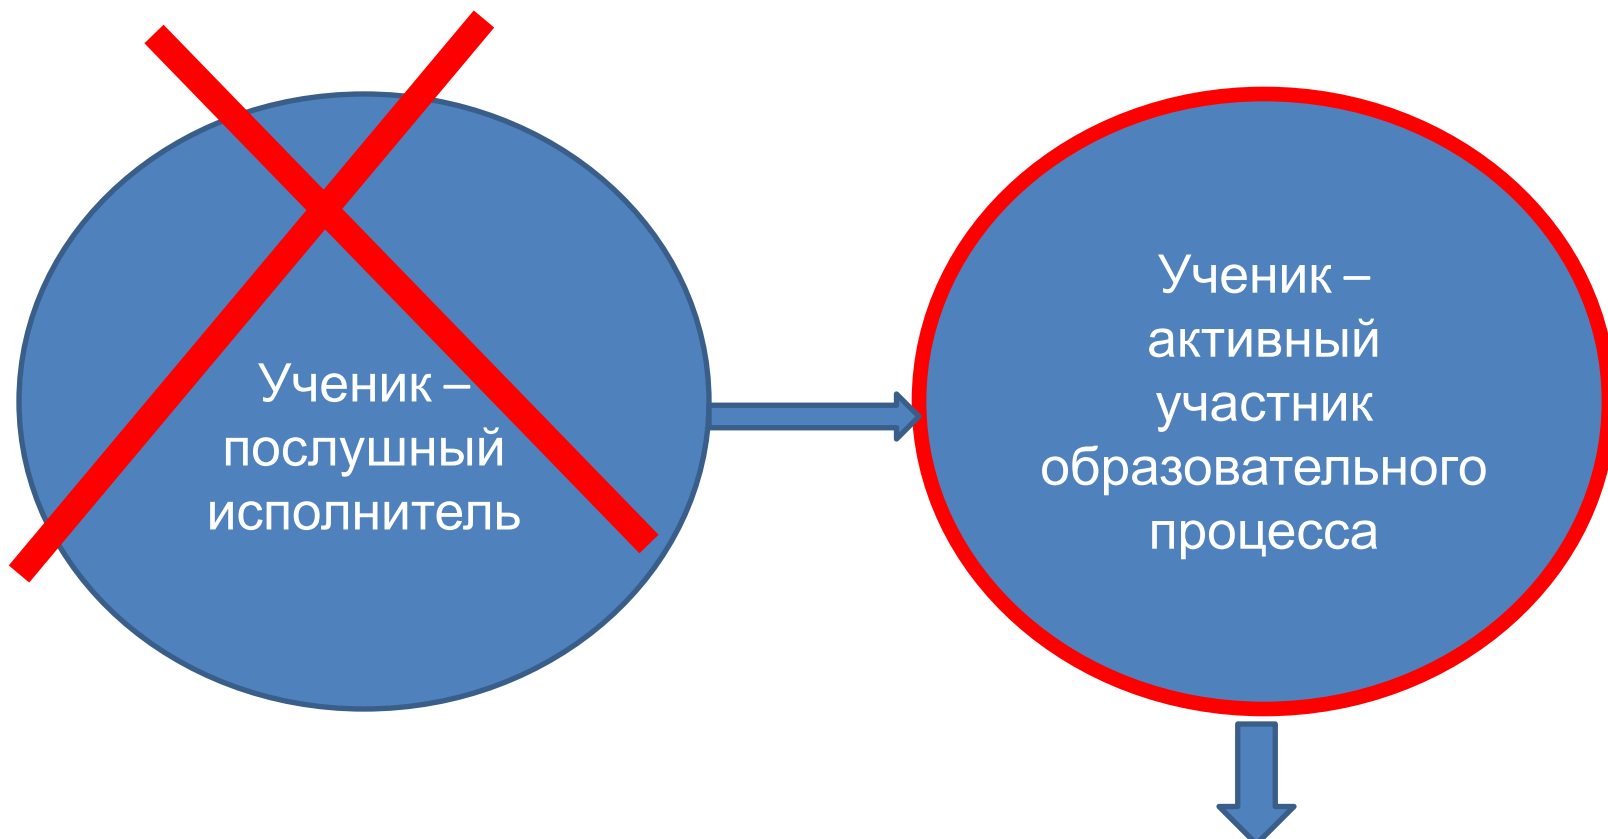 Ученик –
послушный
исполнитель
Ученик –
активный
участник
образовательного
процесса